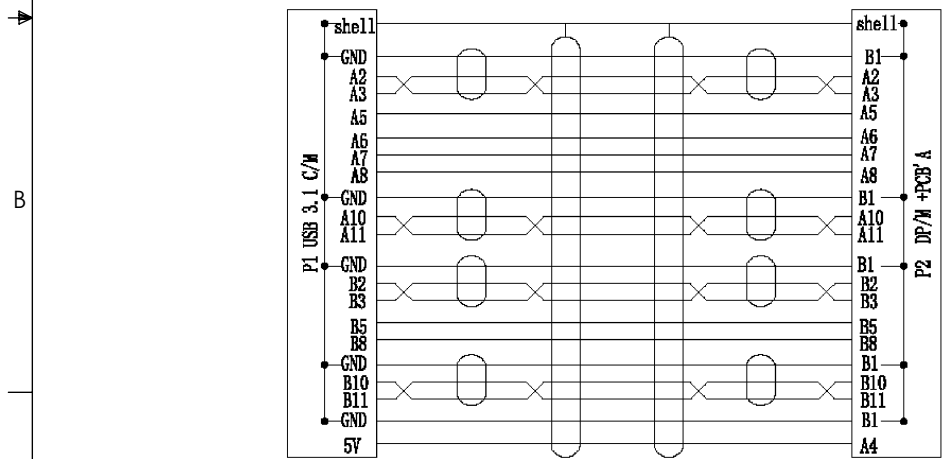 shell shell
GND B1
A2 A2
A3 A3
A5 A5
A6 A6
A7 A7
A8 A8
GND B1
A10 A10
A11 A11
GND B1
B2 B2
B3 B3
B5 B5
B8 B8
GND B1
B10 B10
B11 B11
GND B1
5V A4
P1 USB 3.1 C/M
P2 DP/M +PCB'A
B